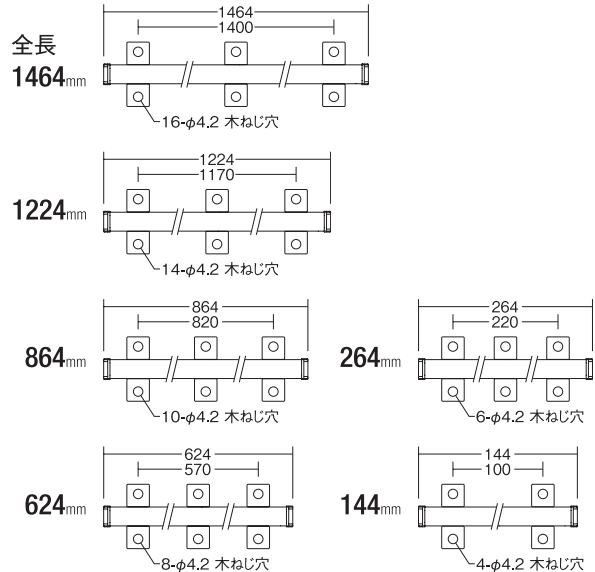 全長
1464mm
1464
1400
16-φ4.2 木ねじ穴
1224mm
1224
1170
14-φ4.2 木ねじ穴
864mm
864
820
10-φ4.2 木ねじ穴
264mm
264
220
6-φ4.2 木ねじ穴
624mm
624
570
8-φ4.2 木ねじ穴
144mm
144
100
4-φ4.2 木ねじ穴